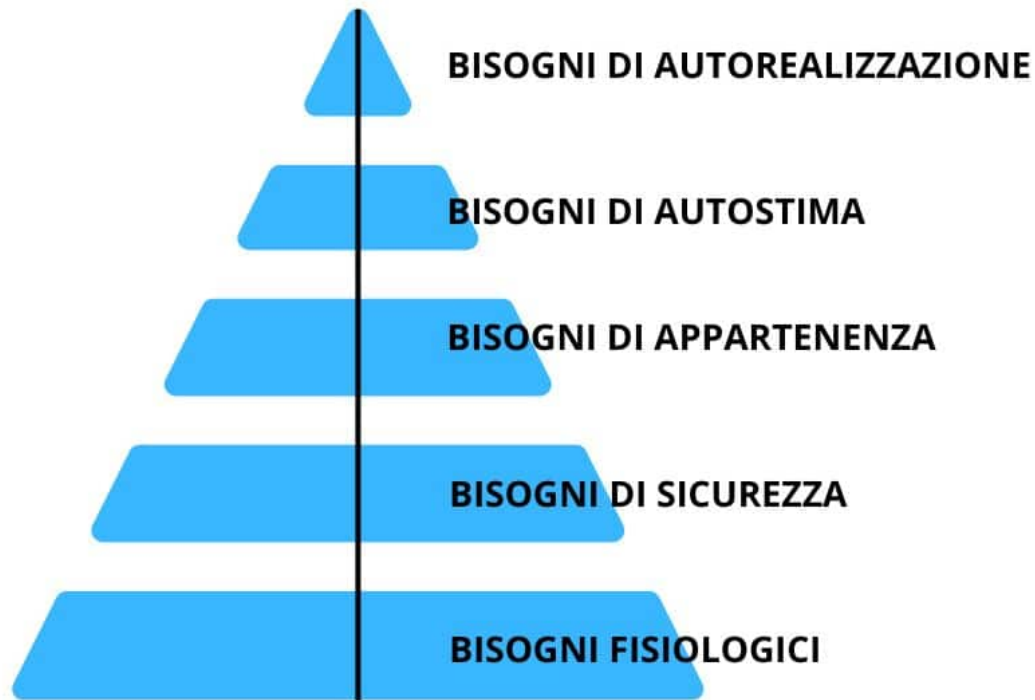 BISOGNI DI AUTOREALIZZAZIONE
BISOGNI DI AUTOSTIMA
BISOGNI DI APPARTENENZA
BISOGNI DI SICUREZZA
BISOGNI FISIOLOGICI